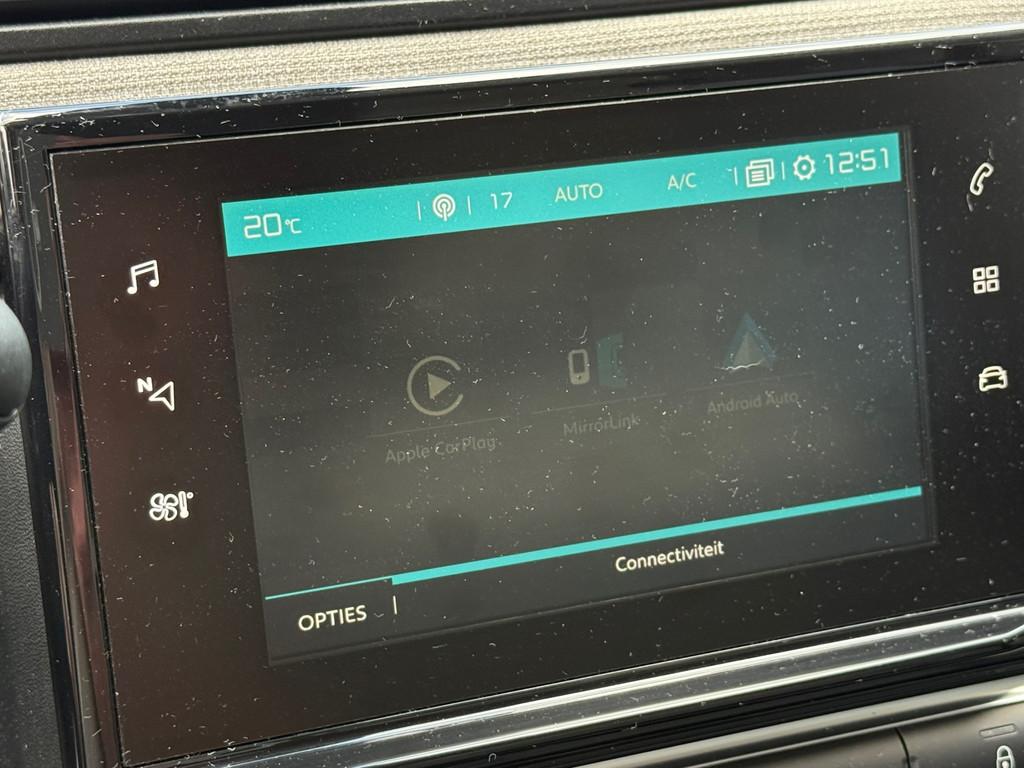 20°C 17 AUTO A/C 12:51
N
Apple CarPlay MirrorLink Android Auto
Connectiviteit
OPTIES